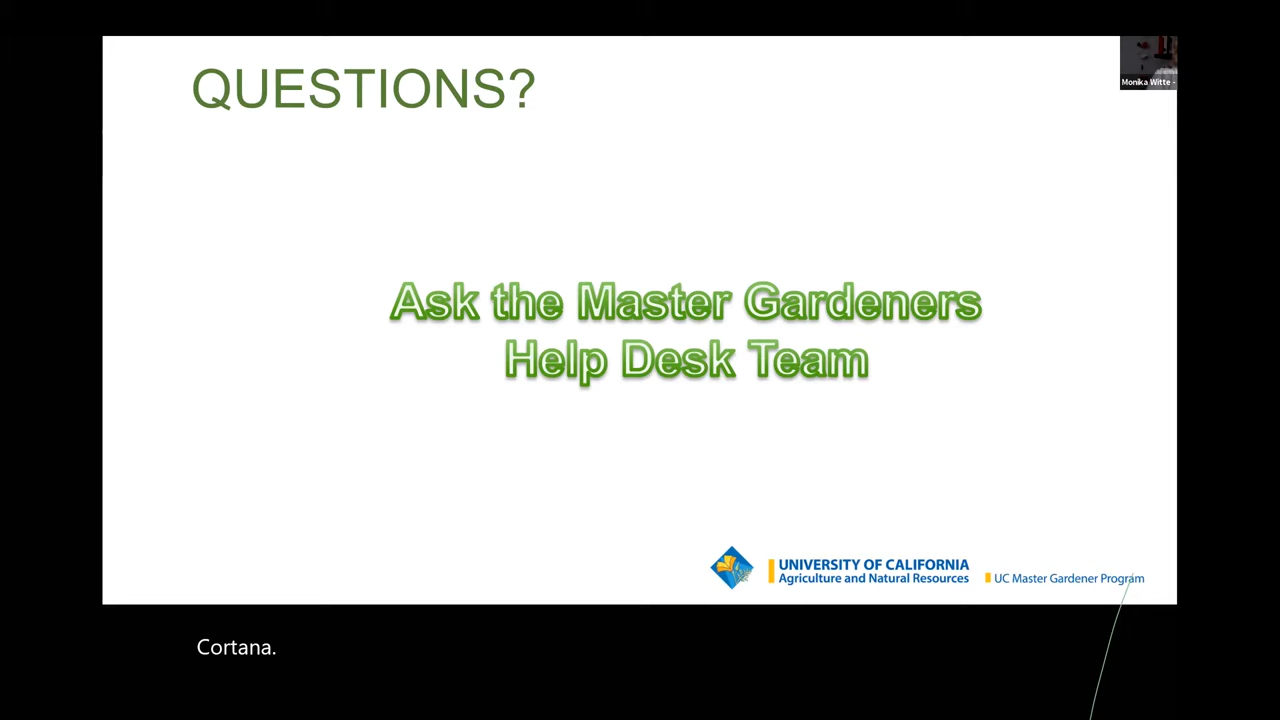 QUESTIONS?
Monika Witte -
Ask the Master Gardeners
Help Desk Team
UNIVERSITY OF CALIFORNIA
Agriculture and Natural Resources
UC Master Gardener Program
Cortana.